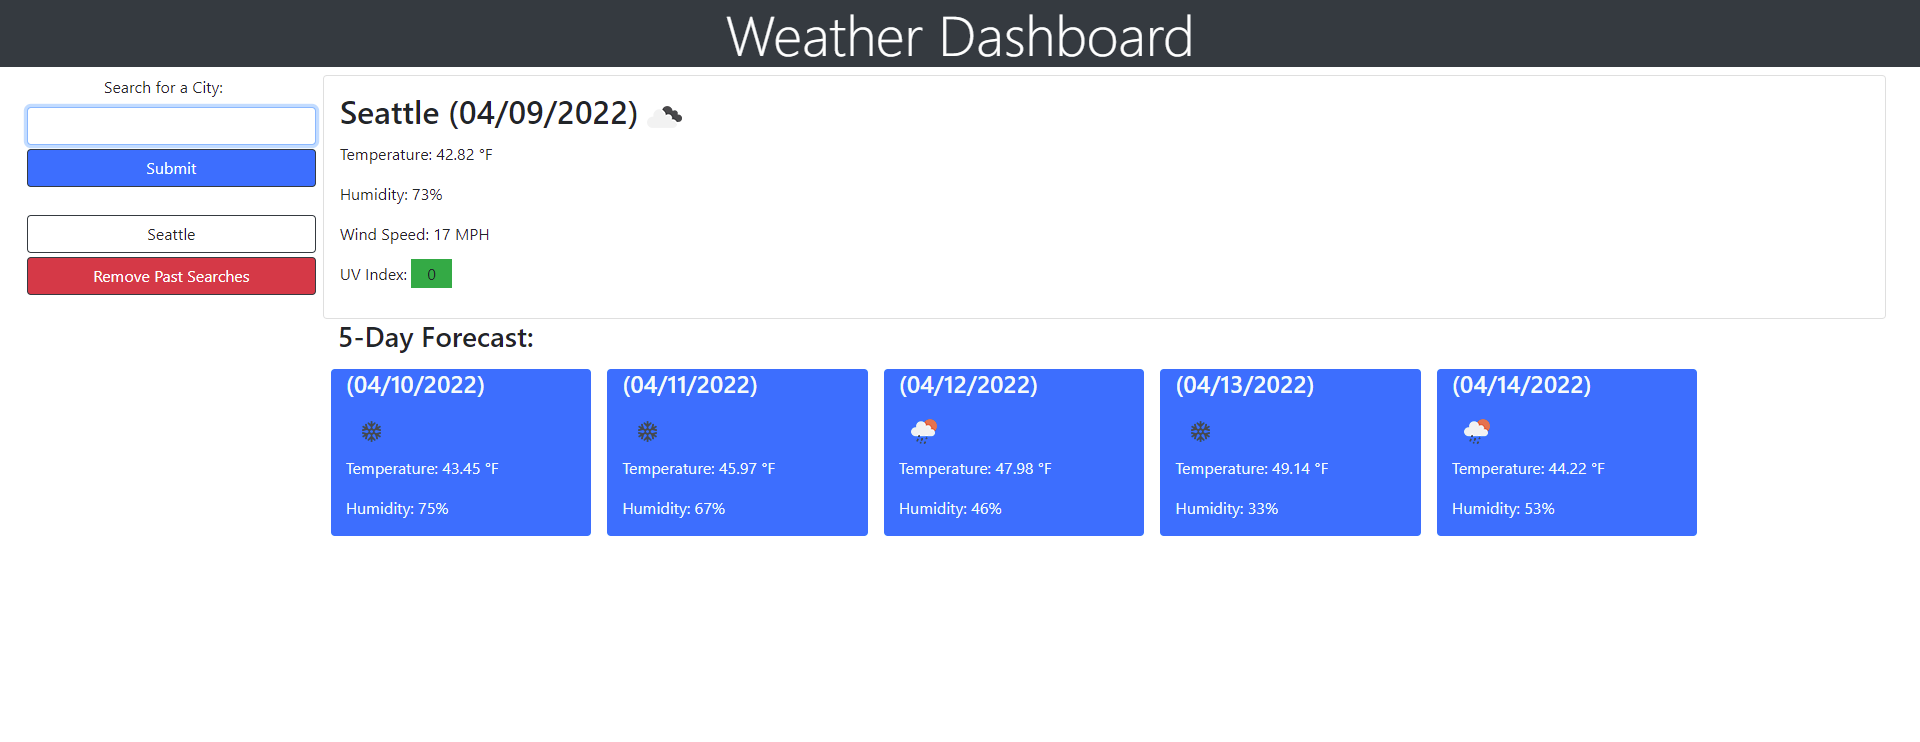 Weather Dashboard
Search for a City:
Submit
Seattle
Remove Past Searches
Seattle (04/09/2022)
Temperature: 42.82 °F
Humidity: 73%
Wind Speed: 17 MPH
UV Index: 0
5-Day Forecast:
(04/10/2022)
Temperature: 43.45 °F
Humidity: 75%
(04/11/2022)
Temperature: 45.97 °F
Humidity: 67%
(04/12/2022)
Temperature: 47.98 °F
Humidity: 46%
(04/13/2022)
Temperature: 49.14 °F
Humidity: 33%
(04/14/2022)
Temperature: 44.22 °F
Humidity: 53%